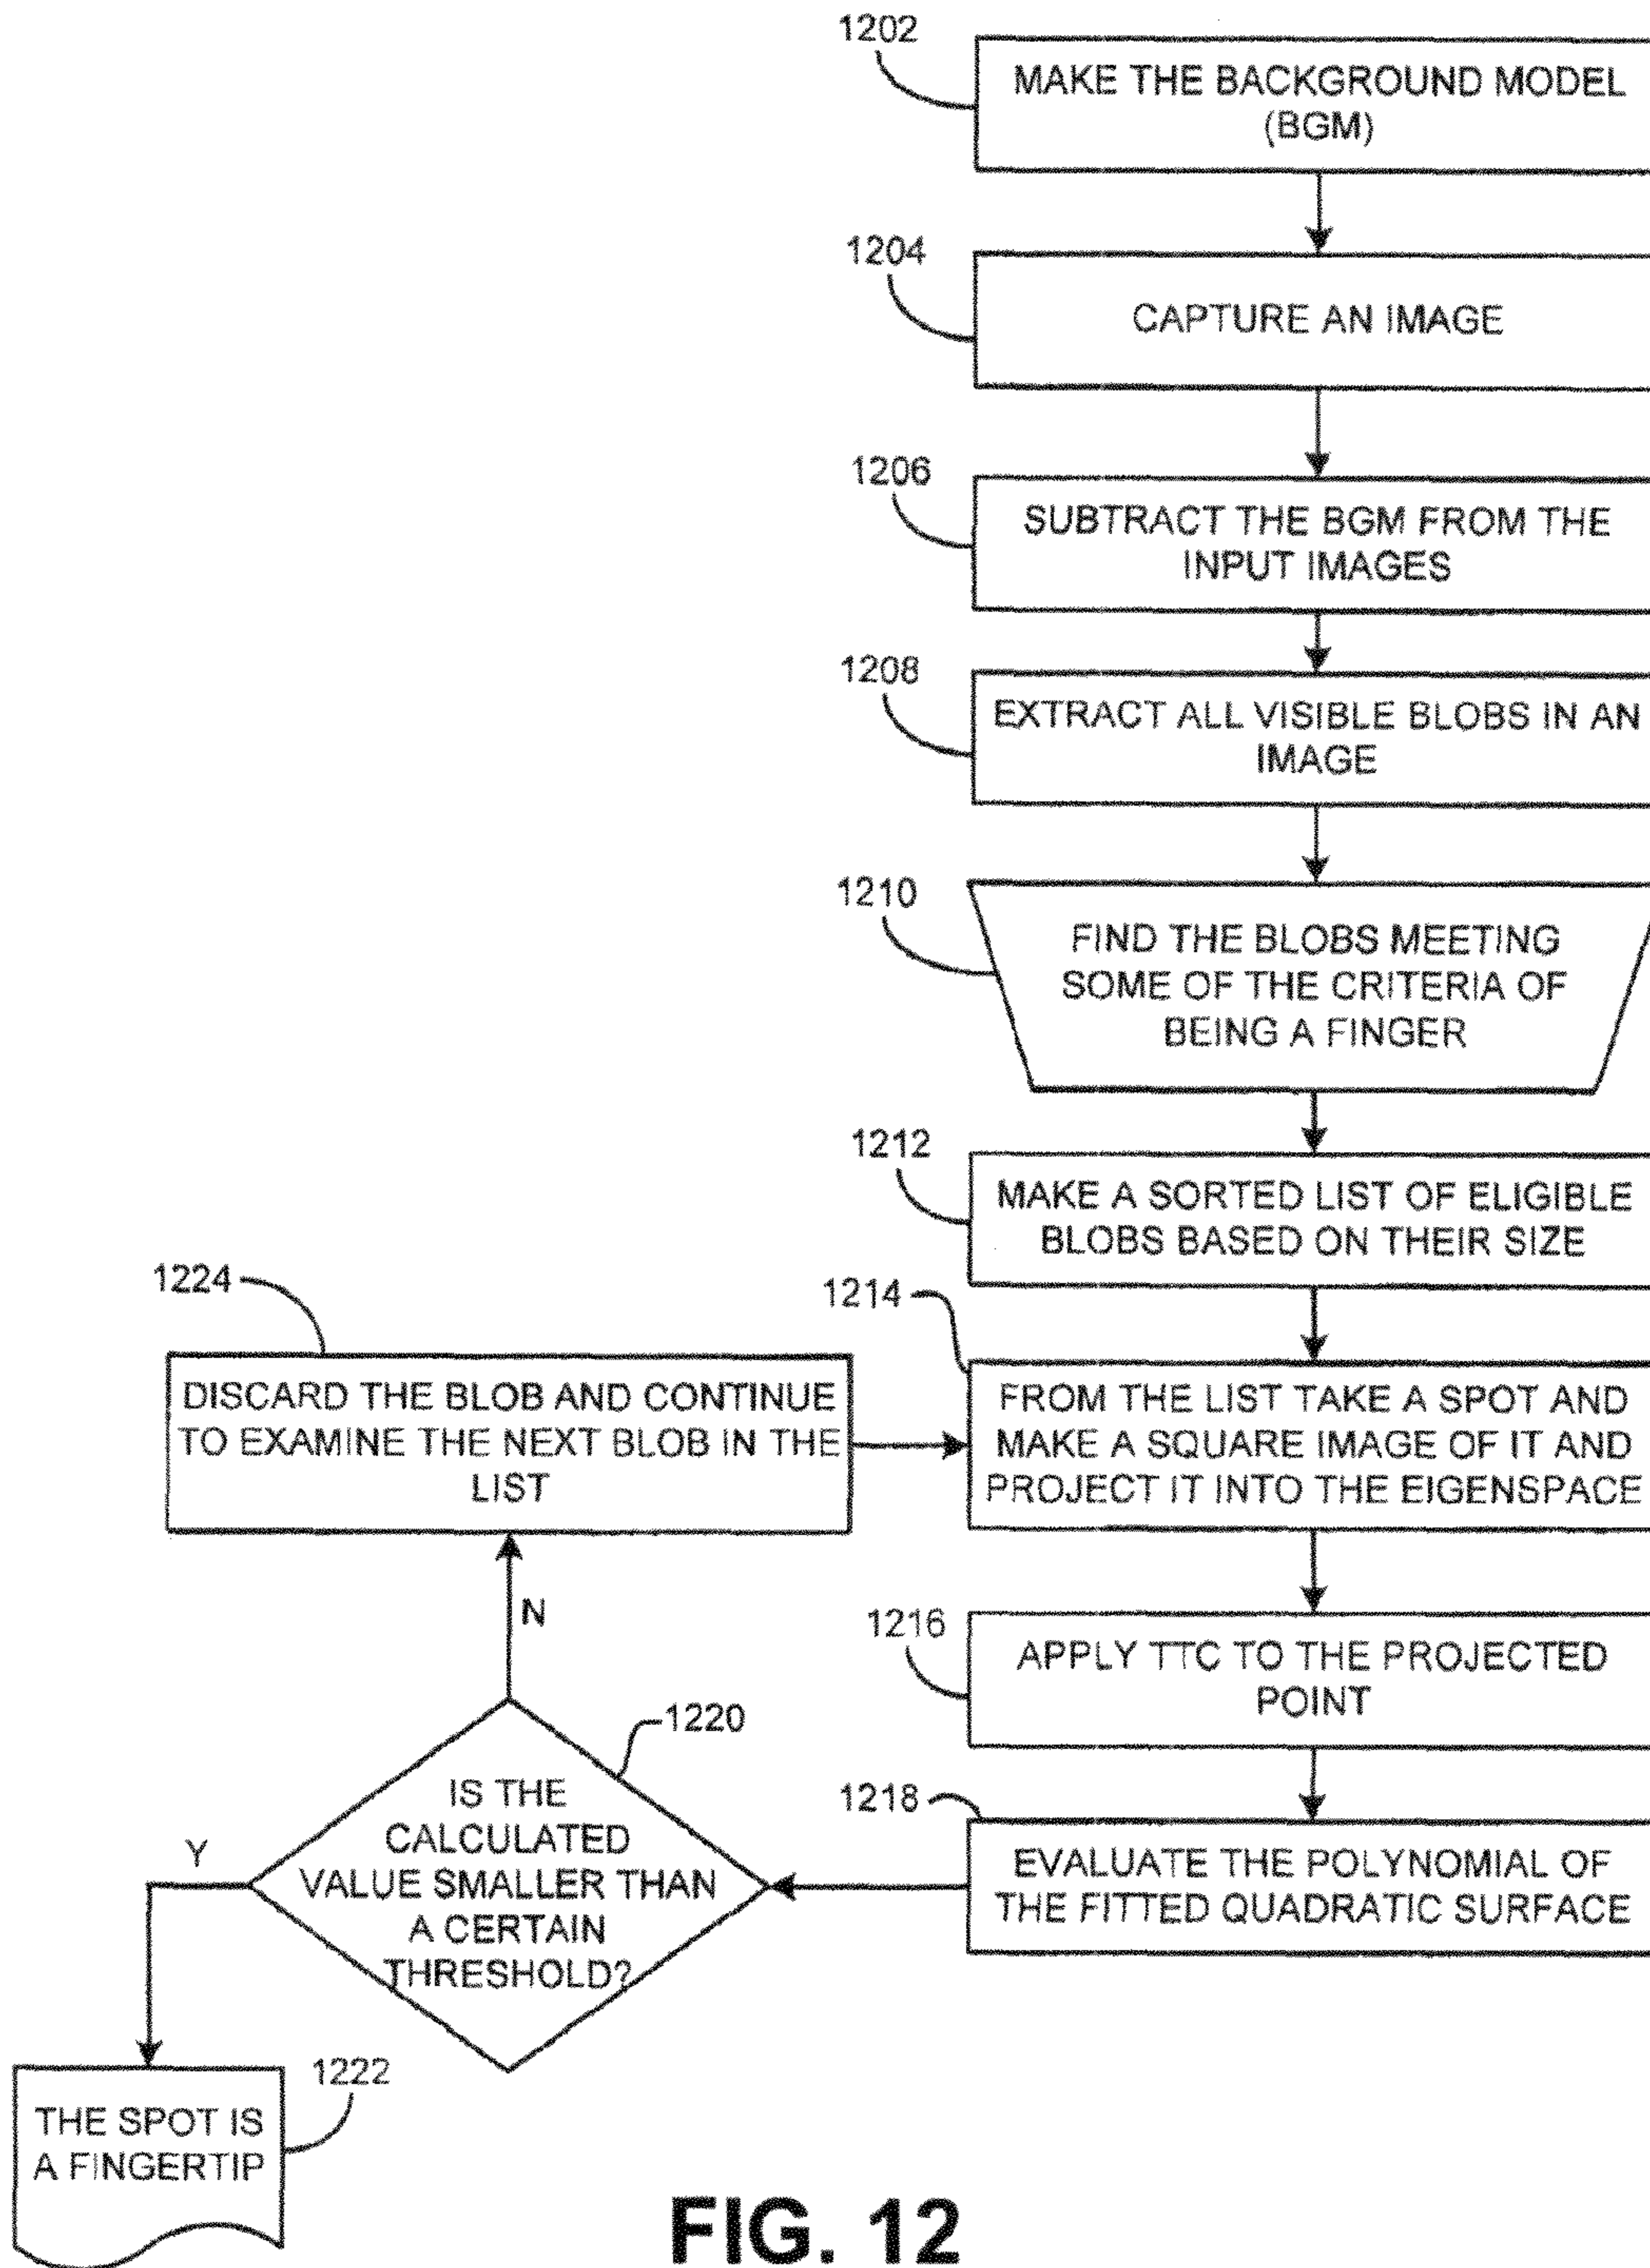 1202
MAKE THE BACKGROUND MODEL
(BGM)
1204
CAPTURE AN IMAGE
1206
SUBTRACT THE BGM FROM THE
INPUT IMAGES
1208
EXTRACT ALL VISIBLE BLOBS IN AN
IMAGE
1210
FIND THE BLOBS MEETING
SOME OF THE CRITERIA OF
BEING A FINGER
1212
MAKE A SORTED LIST OF ELIGIBLE
BLOBS BASED ON THEIR SIZE
1214
FROM THE LIST TAKE A SPOT AND
MAKE A SQUARE IMAGE OF IT AND
PROJECT IT INTO THE EIGENSPACE
1216
APPLY TTC TO THE PROJECTED
POINT
1218
EVALUATE THE POLYNOMIAL OF
THE FITTED QUADRATIC SURFACE
1220
IS THE
CALCULATED
VALUE SMALLER THAN
A CERTAIN
THRESHOLD?
N
1224
DISCARD THE BLOB AND CONTINUE
TO EXAMINE THE NEXT BLOB IN THE
LIST
Y
1222
THE SPOT IS
A FINGERTIP
FIG. 12